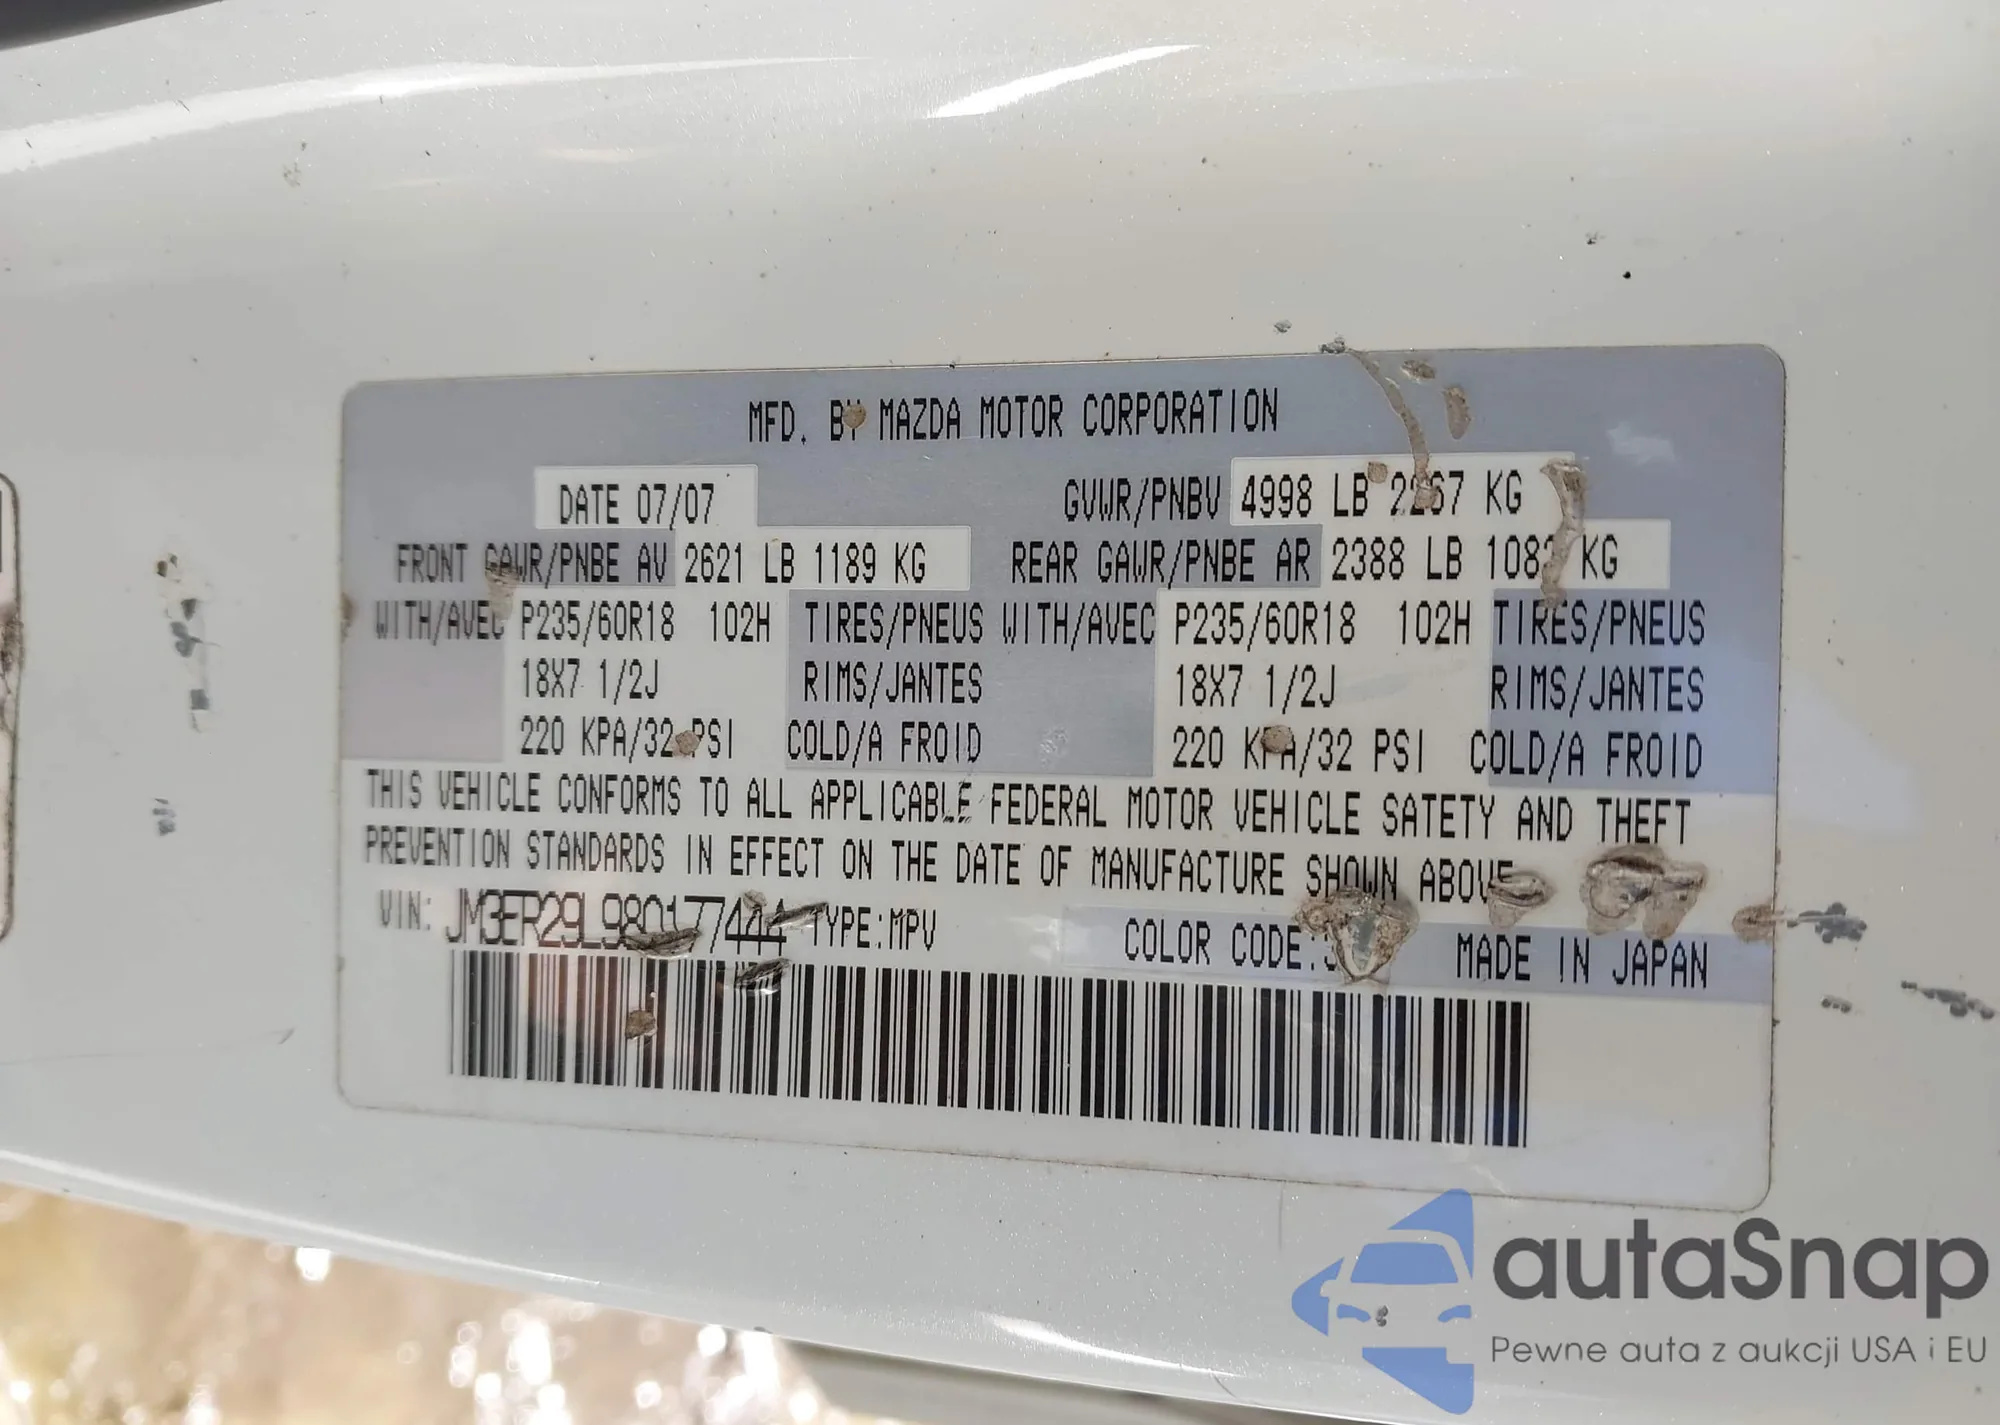 MFD. BY MAZDA MOTOR CORPORATION
DATE 07/07 GVWR/PNBV 4998 LB 2267 KG
FRONT GAWR/PNBE AV 2621 LB 1189 KG REAR GAWR/PNBE AR 2388 LB KG
WITH/AVEC P235/60R18 102H TIRES/PNEUS WITH/AVEC P235/60R18 102H TIRES/PNEUS
18X7 1/2J RIMS/JANTES 18X7 1/2J RIMS/JANTES
220 KPA/32 PSI COLD/A FROID 220 KPA/32 PSI COLD/A FROID
THIS VEHICLE CONFORMS TO ALL APPLICABLE FEDERAL MOTOR VEHICLE SATETY AND THEFT
PREVENTION STANDARDS IN EFFECT ON THE DATE OF MANUFACTURE SHOWN ABOVE
VIN: JM3ER29L980177444 TYPE:MPV COLOR CODE: MADE IN JAPAN
autaSnap
Pewne auta z aukcji USA i EU